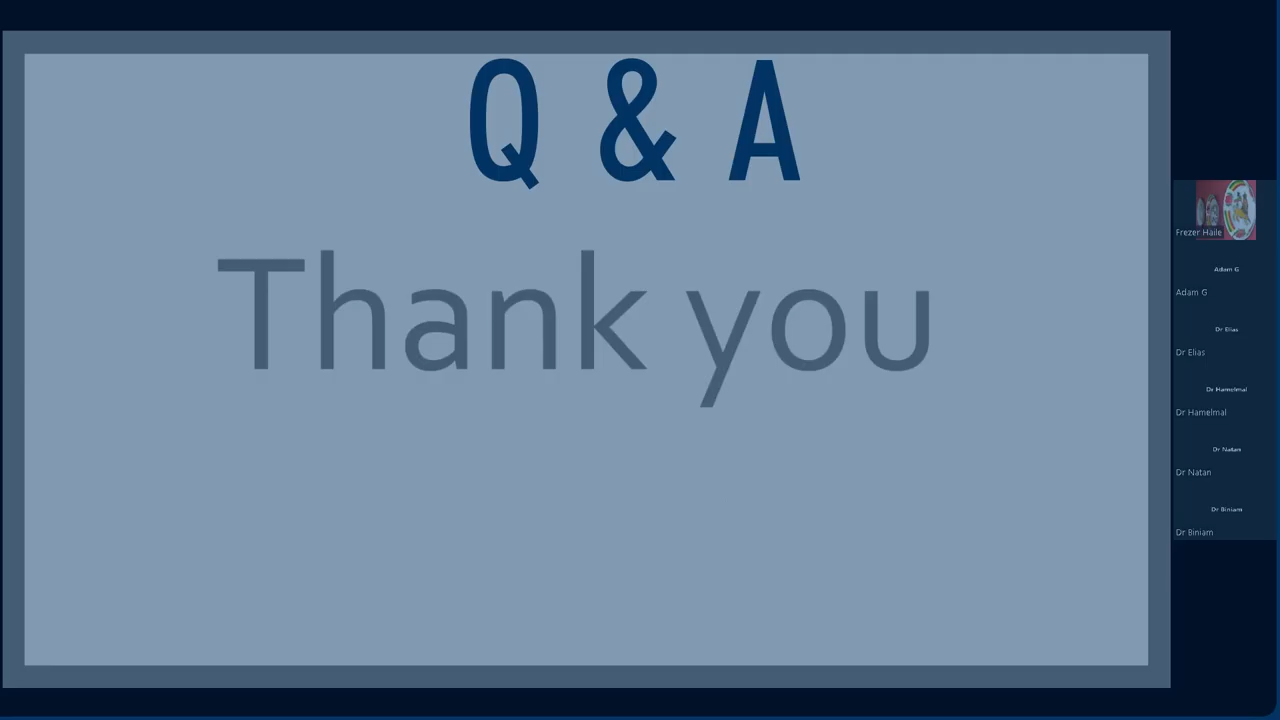 Q & A
Thank you
Frezer Haile
Adam G
Adam G
Dr Elias
Dr Elias
Dr Hamelmal
Dr Hamelmal
Dr Natan
Dr Natan
Dr Biniam
Dr Biniam